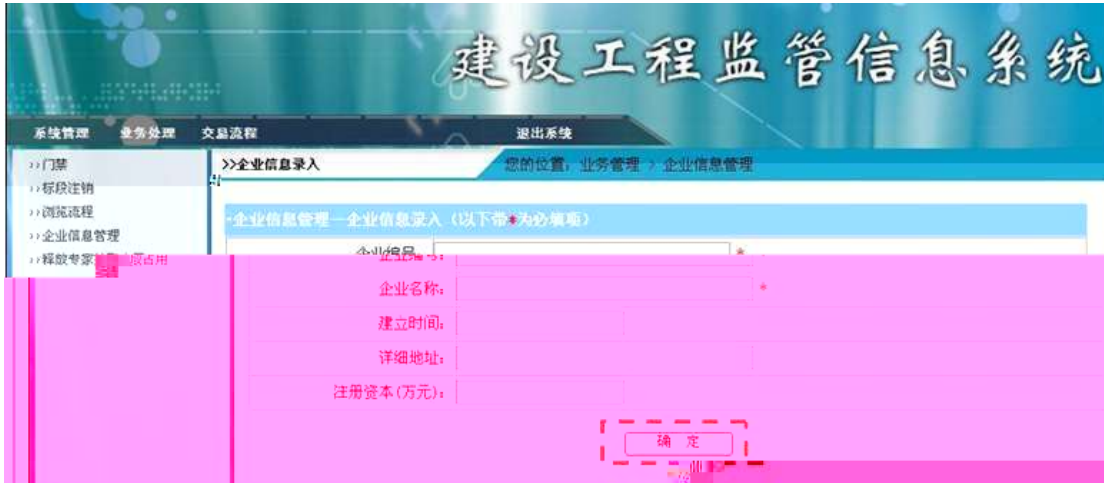 建设工程监管信息系统
系统管理 业务处理 交易流程 退出系统
>>企业信息录入 您的位置：业务管理 > 企业信息管理
>>门禁
>>标段注销
>>浏览流程
>>企业信息管理
>>释放专家
企业信息管理--企业信息录入（以下带*为必填项）
企业编号： *
企业名称： *
建立时间：
详细地址：
注册资本(万元)：
确 定